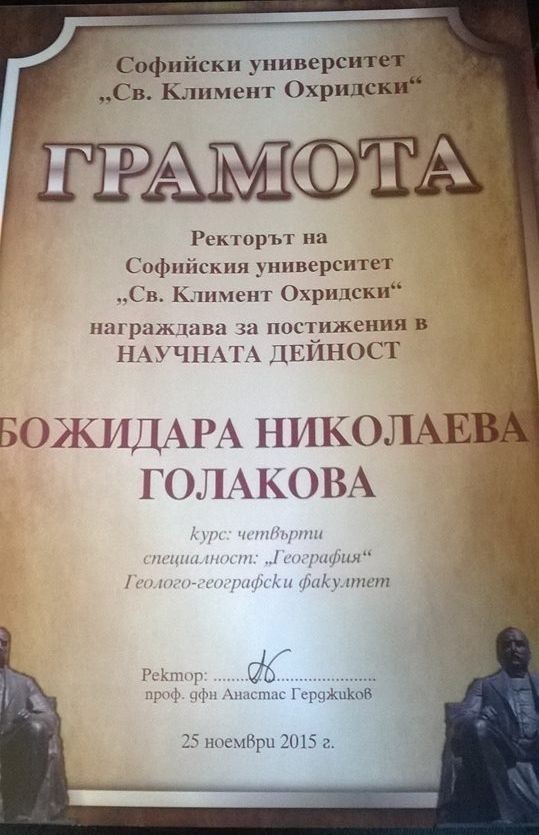 Софийски университет
„Св. Климент Охридски“
ГРАМОТА
Ректорът на
Софийския университет
„Св. Климент Охридски“
награждава за постижения в
НАУЧНАТА ДЕЙНОСТ
БОЖИДАРА НИКОЛАЕВА
ГОЛАКОВА
курс: четвърти
специалност: „География“
Геолого-географски факултет
Ректор: ..............................
проф. дфн Анастас Герджиков
25 ноември 2015 г.